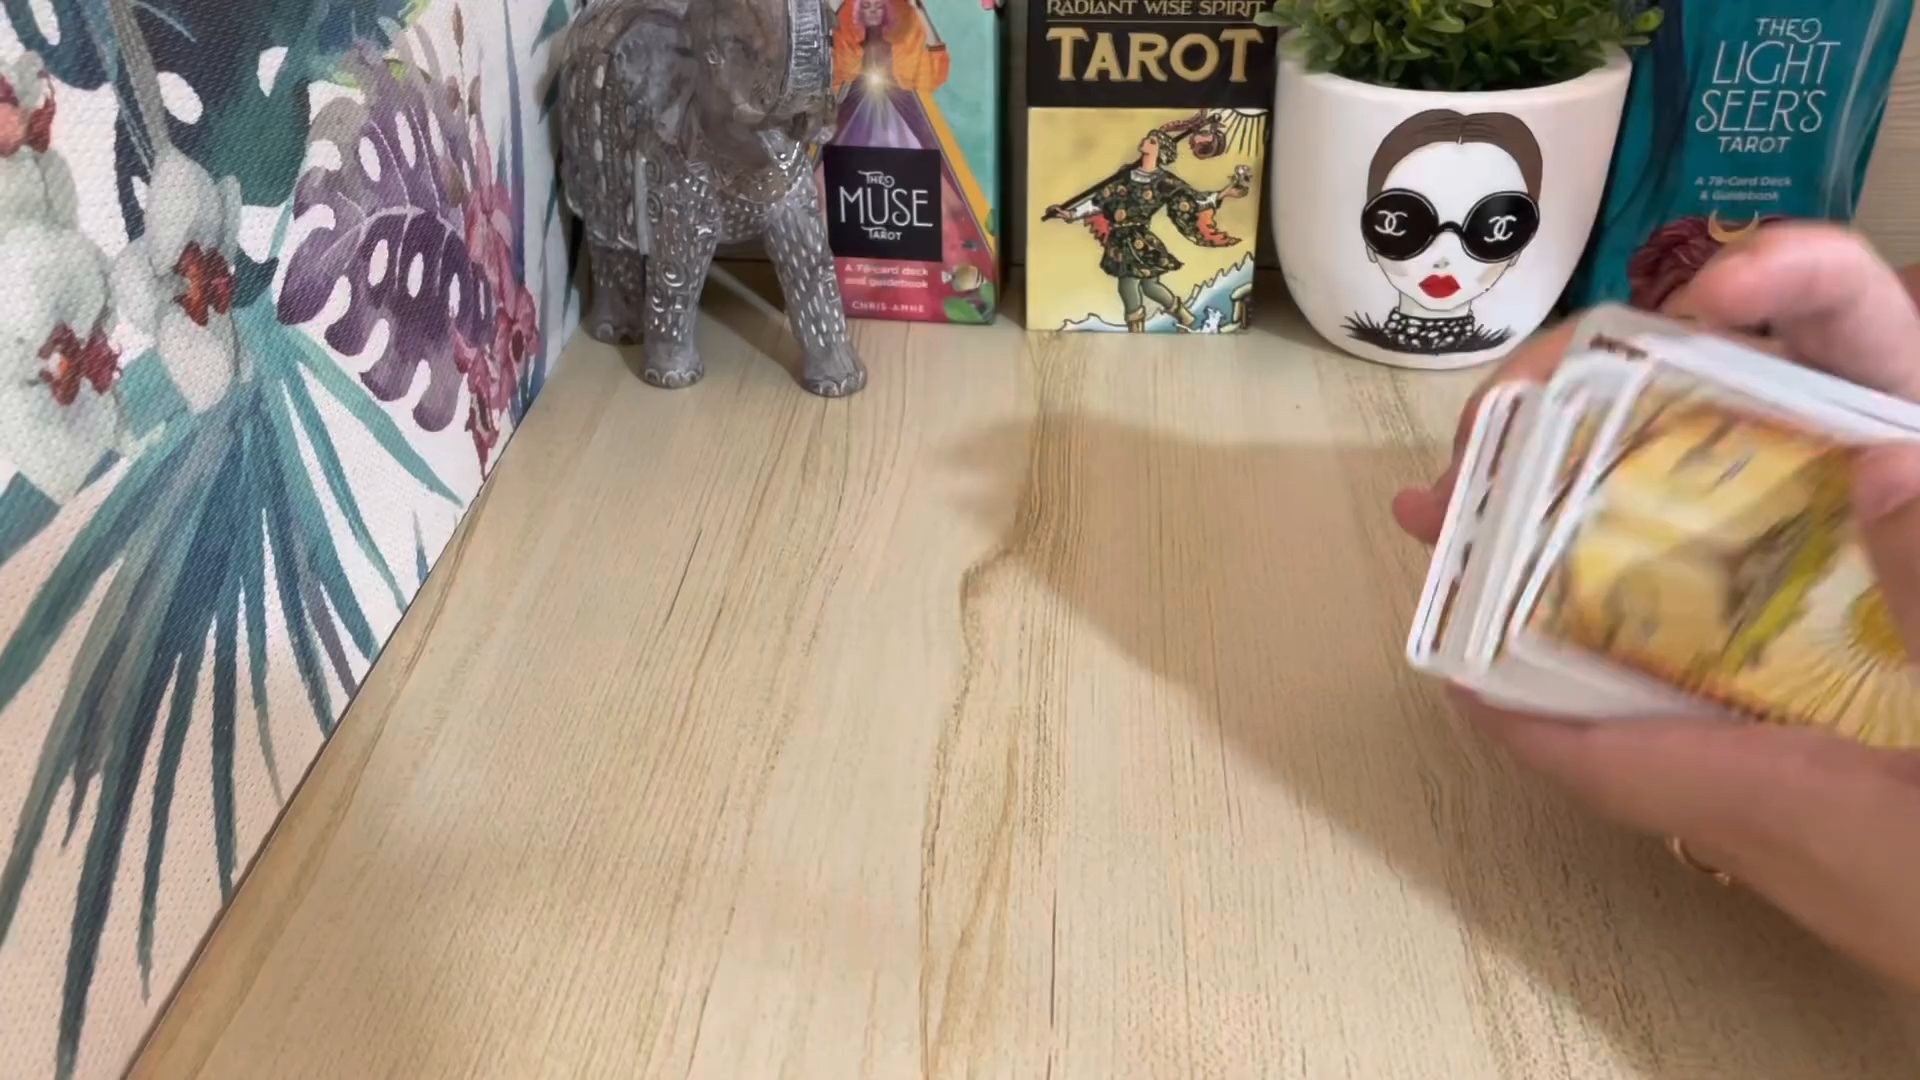 THE
MUSE
TAROT
A 78-card deck
and guidebook
CHRIS-ANNE
RADIANT WISE SPIRIT
TAROT
THE
LIGHT
SEER'S
TAROT
A 78-Card Deck
& Guidebook